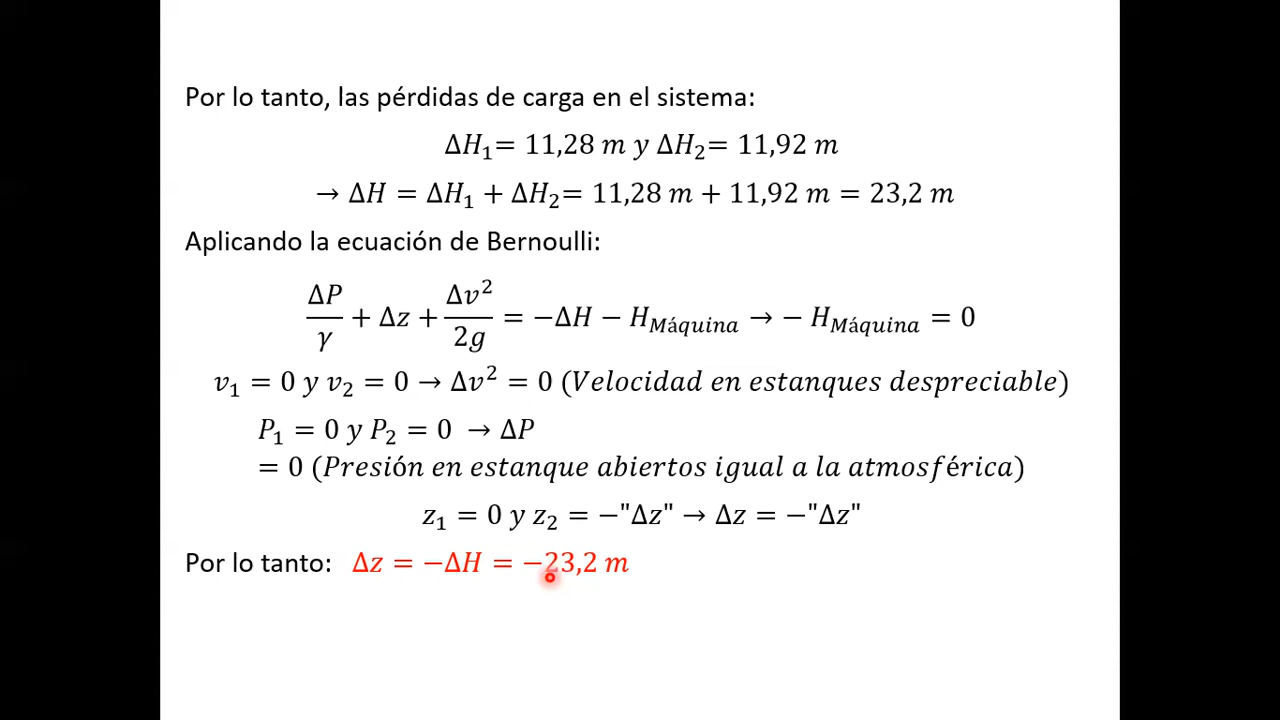 Por lo tanto, las pérdidas de carga en el sistema:
ΔH₁= 11,28 m y ΔH₂= 11,92 m
→ ΔH = ΔH₁ + ΔH₂= 11,28 m + 11,92 m = 23,2 m
Aplicando la ecuación de Bernoulli:
ΔP/γ + Δz + Δv²/2g = −ΔH − H_Máquina → − H_Máquina = 0
v₁ = 0 y v₂ = 0 → Δv² = 0 (Velocidad en estanques despreciable)
P₁ = 0 y P₂ = 0 → ΔP
= 0 (Presión en estanque abiertos igual a la atmosférica)
z₁ = 0 y z₂ = −"Δz" → Δz = −"Δz"
Por lo tanto: Δz = −ΔH = −23,2 m